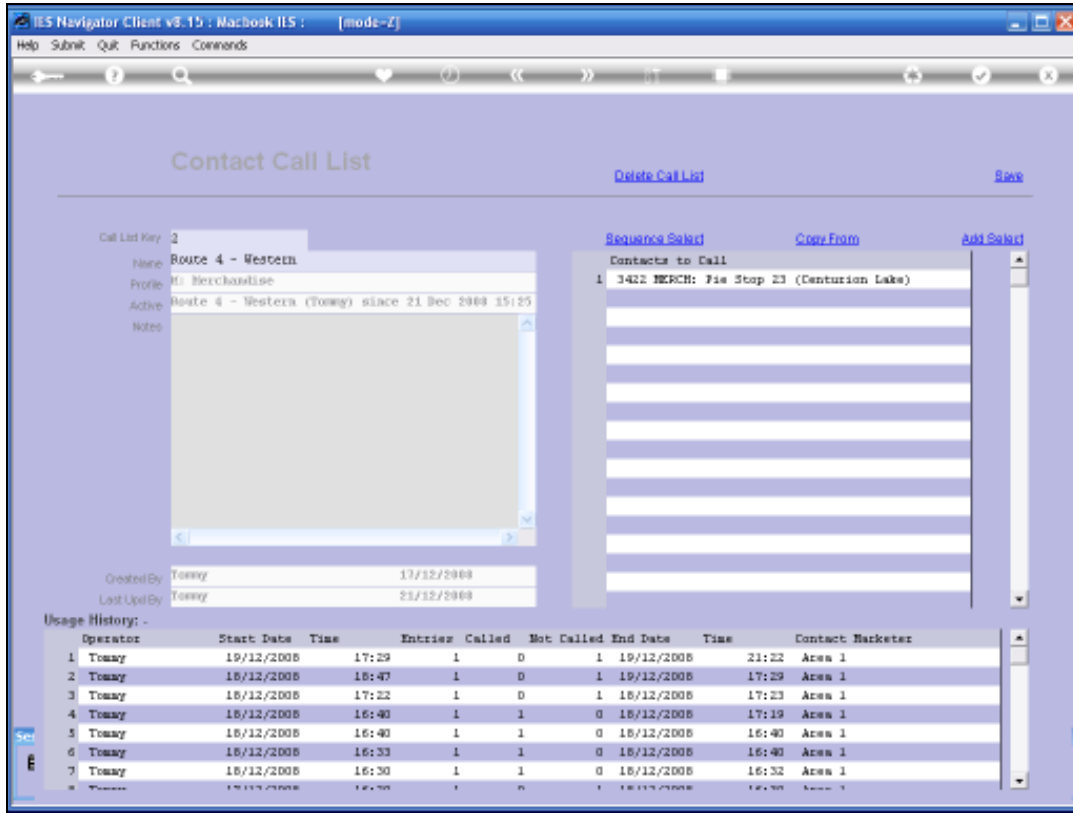 IES Navigator Client v8.15 : Macbook IES : [mode-Z]
Help Submit Quit Functions Commands
Contact Call List
Delete Call List Save
Call List Key 2
Sequence Select Copy From Add Select
Name Route 4 - Western
Contacts to Call
Profile M: Merchandise
1 3422 MERCH: Pie Stop 23 (Centurion Lake)
Active Route 4 - Western (Tommy) since 21 Dec 2008 15:25
Notes
Created By Tommy 17/12/2008
Last Upd By Tommy 21/12/2008
Usage History: -
Operator Start Date Time Entries Called Not Called End Date Time Contact Marketer
1 Tommy 19/12/2008 17:29 1 0 1 19/12/2008 21:22 Area 1
2 Tommy 18/12/2008 18:47 1 0 1 19/12/2008 17:29 Area 1
3 Tommy 18/12/2008 17:22 1 0 1 18/12/2008 17:23 Area 1
4 Tommy 18/12/2008 16:40 1 1 0 18/12/2008 17:19 Area 1
5 Tommy 18/12/2008 16:40 1 1 0 18/12/2008 16:40 Area 1
6 Tommy 18/12/2008 16:33 1 1 0 18/12/2008 16:40 Area 1
7 Tommy 18/12/2008 16:30 1 1 0 18/12/2008 16:32 Area 1